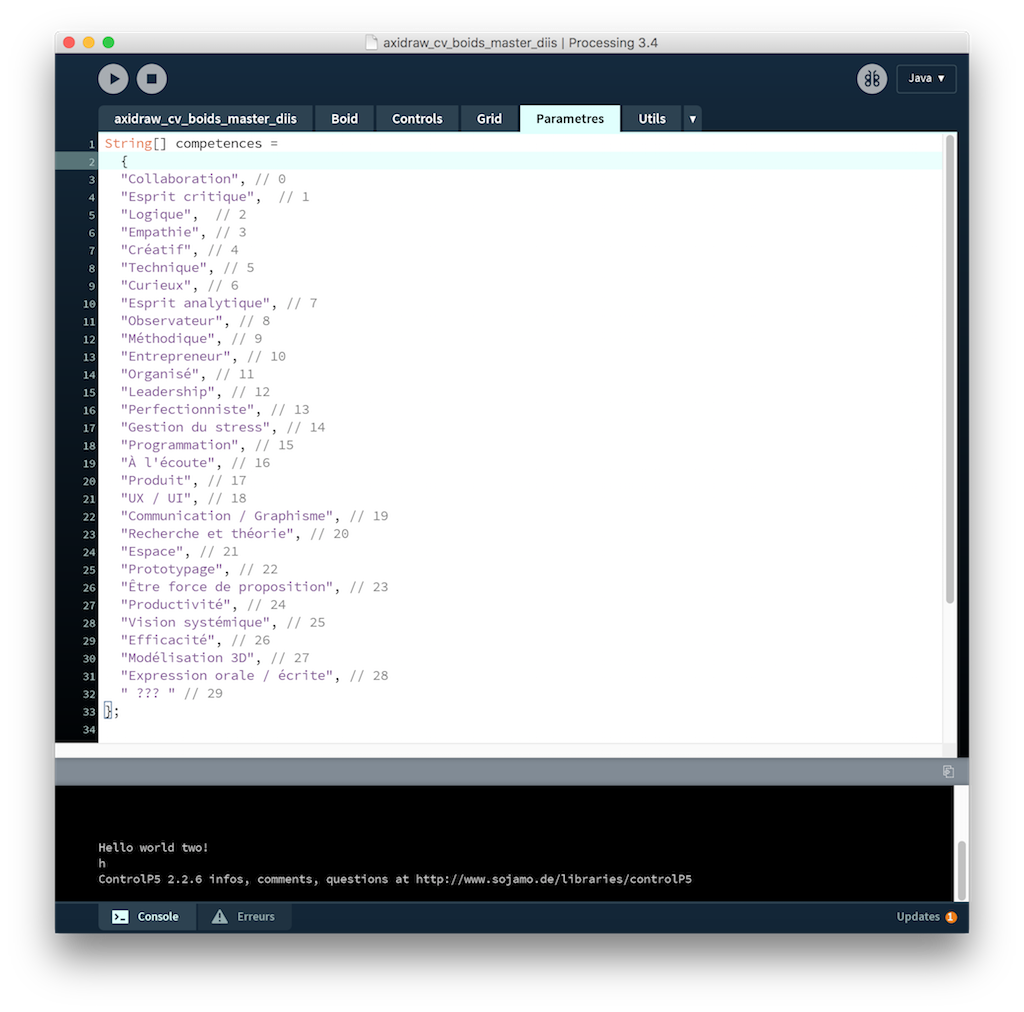 axidraw_cv_boids_master_diis | Processing 3.4
Java ▼
axidraw_cv_boids_master_diis Boid Controls Grid Parametres Utils ▼
1 String[] competences =
2 {
3 "Collaboration", // 0
4 "Esprit critique",  // 1
5 "Logique",  // 2
6 "Empathie", // 3
7 "Créatif", // 4
8 "Technique", // 5
9 "Curieux", // 6
10 "Esprit analytique", // 7
11 "Observateur", // 8
12 "Méthodique", // 9
13 "Entrepreneur", // 10
14 "Organisé", // 11
15 "Leadership", // 12
16 "Perfectionniste", // 13
17 "Gestion du stress", // 14
18 "Programmation", // 15
19 "À l'écoute", // 16
20 "Produit", // 17
21 "UX / UI", // 18
22 "Communication / Graphisme", // 19
23 "Recherche et théorie", // 20
24 "Espace", // 21
25 "Prototypage", // 22
26 "Être force de proposition", // 23
27 "Productivité", // 24
28 "Vision systémique", // 25
29 "Efficacité", // 26
30 "Modélisation 3D", // 27
31 "Expression orale / écrite", // 28
32 " ??? " // 29
33 };
34
Hello world two!
h
ControlP5 2.2.6 infos, comments, questions at http://www.sojamo.de/libraries/controlP5
Console Erreurs Updates 1